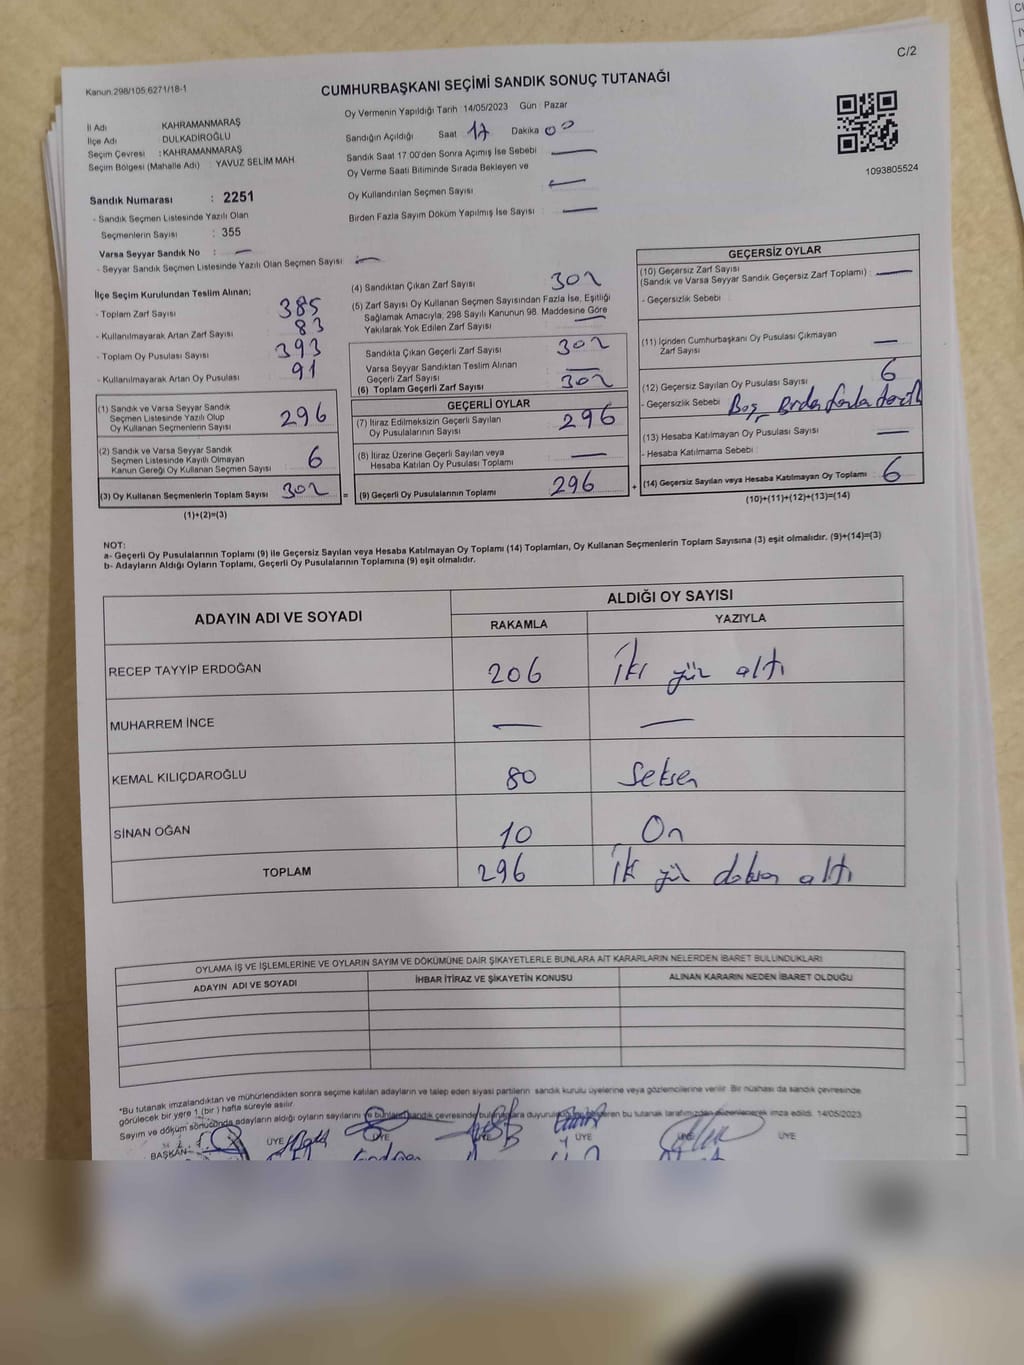 C/2
Kanun.298/105;6271/18-1
CUMHURBAŞKANI SEÇİMİ SANDIK SONUÇ TUTANAĞI
İl Adı : KAHRAMANMARAŞ
İlçe Adı : DULKADİROĞLU
Seçim Çevresi : KAHRAMANMARAŞ
Seçim Bölgesi (Mahalle Adı) : YAVUZ SELİM MAH
Sandık Numarası : 2251
- Sandık Seçmen Listesinde Yazılı Olan
Seçmenlerin Sayısı : 355
Varsa Seyyar Sandık No : —
- Seyyar Sandık Seçmen Listesinde Yazılı Olan Seçmen Sayısı: —
Oy Vermenin Yapıldığı Tarih 14/05/2023 Gün : Pazar
Sandığın Açıldığı Saat 17 Dakika 00
Sandık Saat 17:00'den Sonra Açımış İse Sebebi —
Oy Verme Saati Bitiminde Sırada Bekleyen ve
Oy Kullandırılan Seçmen Sayısı —
Birden Fazla Sayım Döküm Yapılmış İse Sayısı : —
1093805524
İlçe Seçim Kurulundan Teslim Alınan;
- Toplam Zarf Sayısı : 385
- Kullanılmayarak Artan Zarf Sayısı : 83
- Toplam Oy Pusulası Sayısı : 393
- Kullanılmayarak Artan Oy Pusulası : 91
(1) Sandık ve Varsa Seyyar Sandık
Seçmen Listesinde Yazılı Olup
Oy Kullanan Seçmenlerin Sayısı : 296
(2) Sandık ve Varsa Seyyar Sandık
Seçmen Listesinde Kayıtlı Olmayan
Kanun Gereği Oy Kullanan Seçmen Sayısı : 6
(3) Oy Kullanan Seçmenlerin Toplam Sayısı : 302
(1)+(2)=(3)
(4) Sandıktan Çıkan Zarf Sayısı : 302
(5) Zarf Sayısı Oy Kullanan Seçmen Sayısından Fazla İse, Eşitliği
Sağlamak Amacıyla; 298 Sayılı Kanunun 98. Maddesine Göre
Yakılarak Yok Edilen Zarf Sayısı —
Sandıkta Çıkan Geçerli Zarf Sayısı : 302
Varsa Seyyar Sandıktan Teslim Alınan
Geçerli Zarf Sayısı —
(6) Toplam Geçerli Zarf Sayısı : 302
GEÇERLİ OYLAR
(7) İtiraz Edilmeksizin Geçerli Sayılan
Oy Pusulalarının Sayısı : 296
(8) İtiraz Üzerine Geçerli Sayılan veya
Hesaba Katılan Oy Pusulası Toplamı : —
= (9) Geçerli Oy Pusulalarının Toplamı : 296
GEÇERSİZ OYLAR
(10) Geçersiz Zarf Sayısı
(Sandık ve Varsa Seyyar Sandık Geçersiz Zarf Toplamı) : —
- Geçersizlik Sebebi :
(11) İçinden Cumhurbaşkanı Oy Pusulası Çıkmayan
Zarf Sayısı : —
(12) Geçersiz Sayılan Oy Pusulası Sayısı : 6
- Geçersizlik Sebebi : Boş, Birden fazla
(13) Hesaba Katılmayan Oy Pusulası Sayısı : —
- Hesaba Katılmama Sebebi :
+ (14) Geçersiz Sayılan veya Hesaba Katılmayan Oy Toplamı : 6
(10)+(11)+(12)+(13)=(14)
NOT:
a- Geçerli Oy Pusulalarının Toplamı (9) ile Geçersiz Sayılan veya Hesaba Katılmayan Oy Toplamı (14) Toplamları, Oy Kullanan Seçmenlerin Toplam Sayısına (3) eşit olmalıdır. (9)+(14)=(3)
b- Adayların Aldığı Oyların Toplamı, Geçerli Oy Pusulalarının Toplamına (9) eşit olmalıdır.
ADAYIN ADI VE SOYADI
ALDIĞI OY SAYISI
RAKAMLA YAZIYLA
RECEP TAYYİP ERDOĞAN 206 İki yüz altı
MUHARREM İNCE — —
KEMAL KILIÇDAROĞLU 80 Seksen
SİNAN OĞAN 10 On
TOPLAM 296 İki yüz doksan altı
OYLAMA İŞ VE İŞLEMLERİNE VE OYLARIN SAYIM VE DÖKÜMÜNE DAİR ŞİKAYETLERLE BUNLARA AİT KARARLARIN NELERDEN İBARET BULUNDUKLARI
ADAYIN ADI VE SOYADI İHBAR İTİRAZ VE ŞİKAYETİN KONUSU ALINAN KARARIN NEDEN İBARET OLDUĞU
*Bu tutanak imzalandıktan ve mühürlendikten sonra seçime katılan adayların ve talep eden siyasi partilerin sandık kurulu üyelerine veya gözlemcilerine verilir. Bir nüshası da sandık çevresinde
görülecek bir yere 1 (bir) hafta süreyle asılır.
Sayım ve döküm sonucunda adayların aldığı oyların sayılarını ve bunların sandık çevresinde bulunanlara duyurulduğunu gösteren bu tutanak tarafımızdan düzenlenerek imza edildi. 14/05/2023
BAŞKAN ÜYE ÜYE ÜYE ÜYE ÜYE ÜYE